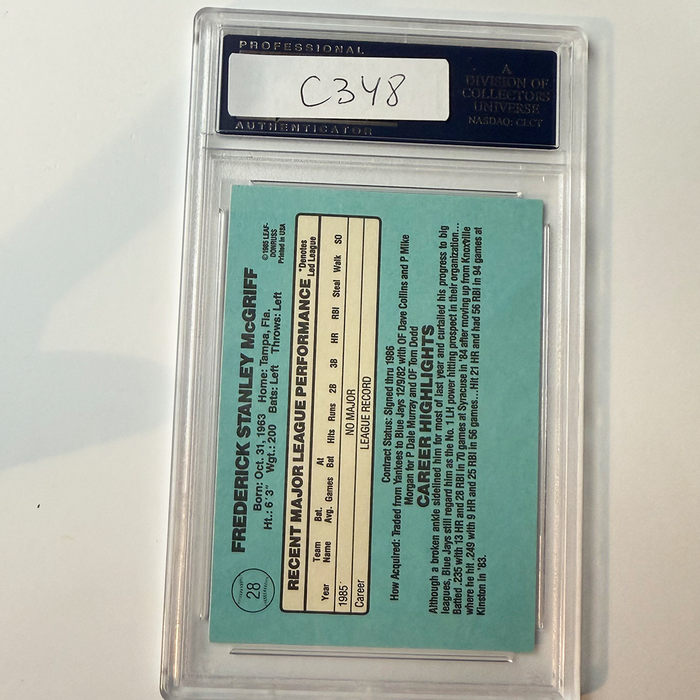 PROFESSIONAL
C348
AUTHENTICATOR
A
DIVISION OF
COLLECTORS
UNIVERSE
NASDAQ: CLCT
28
FREDERICK STANLEY McGRIFF
Born: Oct. 31, 1963 Home: Tampa, Fla.
Ht.: 6'3" Wgt.: 200 Bats: Left Throws: Left
© 1985 LEAF-
DONRUSS
Printed in USA
RECENT MAJOR LEAGUE PERFORMANCE
*Denotes
Led League
Year Team Name Bat. Avg. Games At Bat Hits Runs 2B 3B HR RBI Steal Walk SO
1985 NO MAJOR
Career LEAGUE RECORD
Contract Status: Signed thru 1986
How Acquired: Traded from Yankees to Blue Jays 12/9/82 with OF Dave Collins and P Mike
Morgan for P Dale Murray and OF Tom Dodd
CAREER HIGHLIGHTS
Although a broken ankle sidelined him for most of last year and curtailed his progress to big
leagues, Blue Jays still regard him as the No. 1 LH power hitting prospect in their organization...
Batted .235 with 13 HR and 28 RBI in 70 games at Syracuse in '84 after moving up from Knoxville
where he hit .249 with 9 HR and 25 RBI in 56 games...Hit 21 HR and had 56 RBI in 94 games at
Kinston in '83.